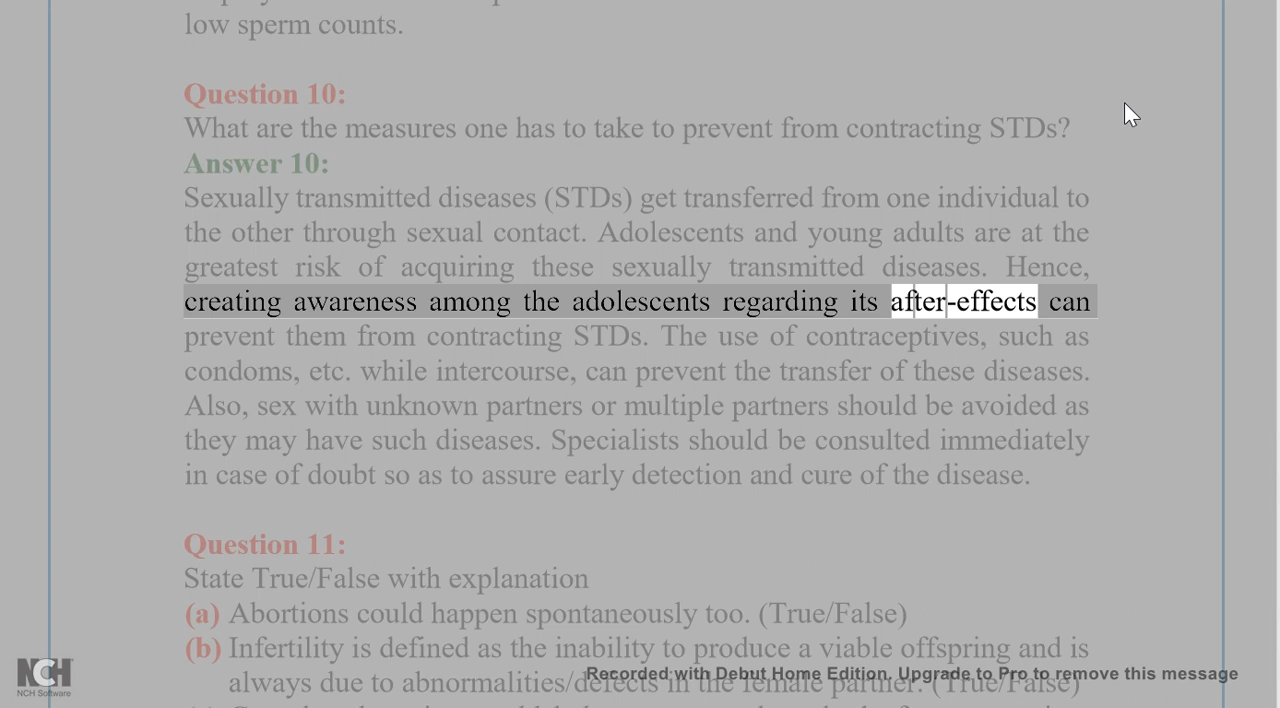 low sperm counts.
Question 10:
What are the measures one has to take to prevent from contracting STDs?
Answer 10:
Sexually transmitted diseases (STDs) get transferred from one individual to
the other through sexual contact. Adolescents and young adults are at the
greatest risk of acquiring these sexually transmitted diseases. Hence,
creating awareness among the adolescents regarding its after-effects can
prevent them from contracting STDs. The use of contraceptives, such as
condoms, etc. while intercourse, can prevent the transfer of these diseases.
Also, sex with unknown partners or multiple partners should be avoided as
they may have such diseases. Specialists should be consulted immediately
in case of doubt so as to assure early detection and cure of the disease.
Question 11:
State True/False with explanation
(a) Abortions could happen spontaneously too. (True/False)
(b) Infertility is defined as the inability to produce a viable offspring and is
always due to abnormalities/defects in the female partner. (True/False)
NCH
NCH Software
Recorded with Debut Home Edition. Upgrade to Pro to remove this message